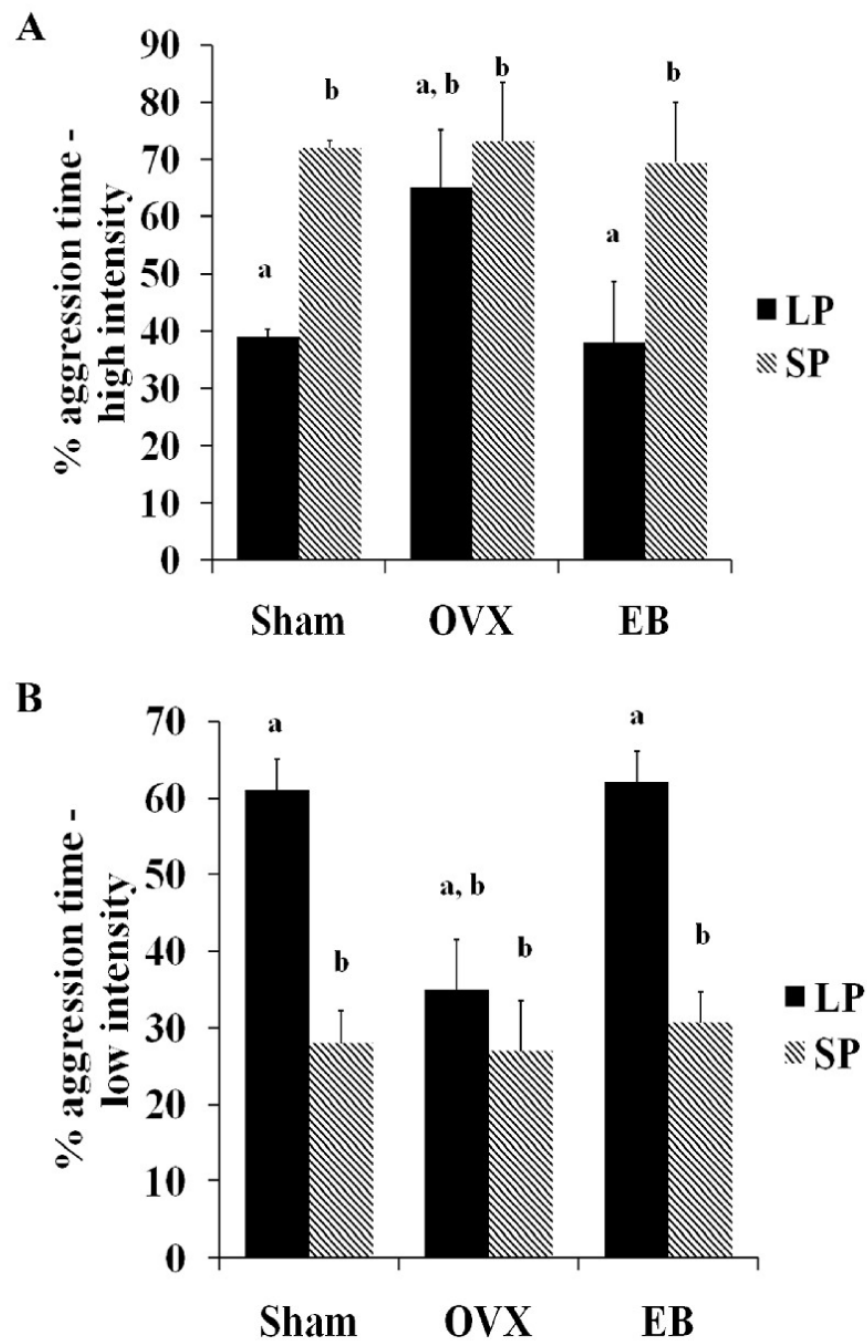 A
% aggression time -
high intensity
90
80
70
60
50
40
30
20
10
0
a
b
a, b
b
a
b
LP
SP
Sham
OVX
EB
B
% aggression time -
low intensity
70
60
50
40
30
20
10
0
a
b
a, b
b
a
b
LP
SP
Sham
OVX
EB